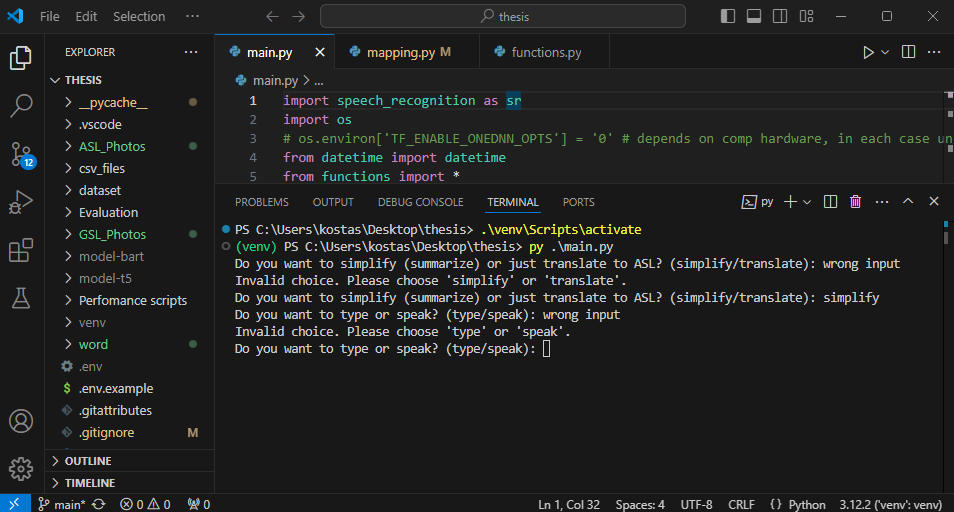 File Edit Selection ... thesis
EXPLORER ...
THESIS
__pycache__
.vscode
ASL_Photos
csv_files
dataset
Evaluation
GSL_Photos
model-bart
model-t5
Perfomance scripts
venv
word
.env
$ .env.example
.gitattributes
.gitignore M
OUTLINE
TIMELINE
12
main.py mapping.py M functions.py
main.py > ...
1 import speech_recognition as sr
2 import os
3 # os.environ['TF_ENABLE_ONEDNN_OPTS'] = '0' # depends on comp hardware, in each case un
4 from datetime import datetime
5 from functions import *
PROBLEMS OUTPUT DEBUG CONSOLE TERMINAL PORTS py
PS C:\Users\kostas\Desktop\thesis> .\venv\Scripts\activate
(venv) PS C:\Users\kostas\Desktop\thesis> py .\main.py
Do you want to simplify (summarize) or just translate to ASL? (simplify/translate): wrong input
Invalid choice. Please choose 'simplify' or 'translate'.
Do you want to simplify (summarize) or just translate to ASL? (simplify/translate): simplify
Do you want to type or speak? (type/speak): wrong input
Invalid choice. Please choose 'type' or 'speak'.
Do you want to type or speak? (type/speak):
main* 0 0 0 Ln 1, Col 32 Spaces: 4 UTF-8 CRLF {} Python 3.12.2 ('venv': venv)